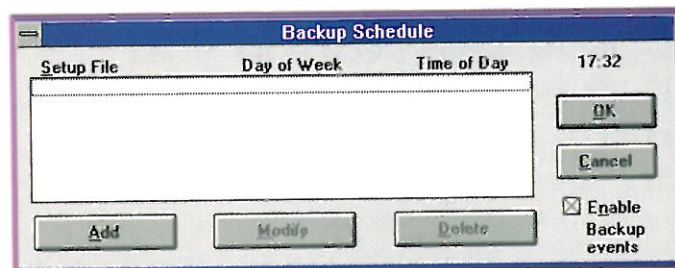 Backup Schedule
Setup File Day of Week Time of Day 17:32
OK
Cancel
Add Modify Delete
Enable
Backup
events